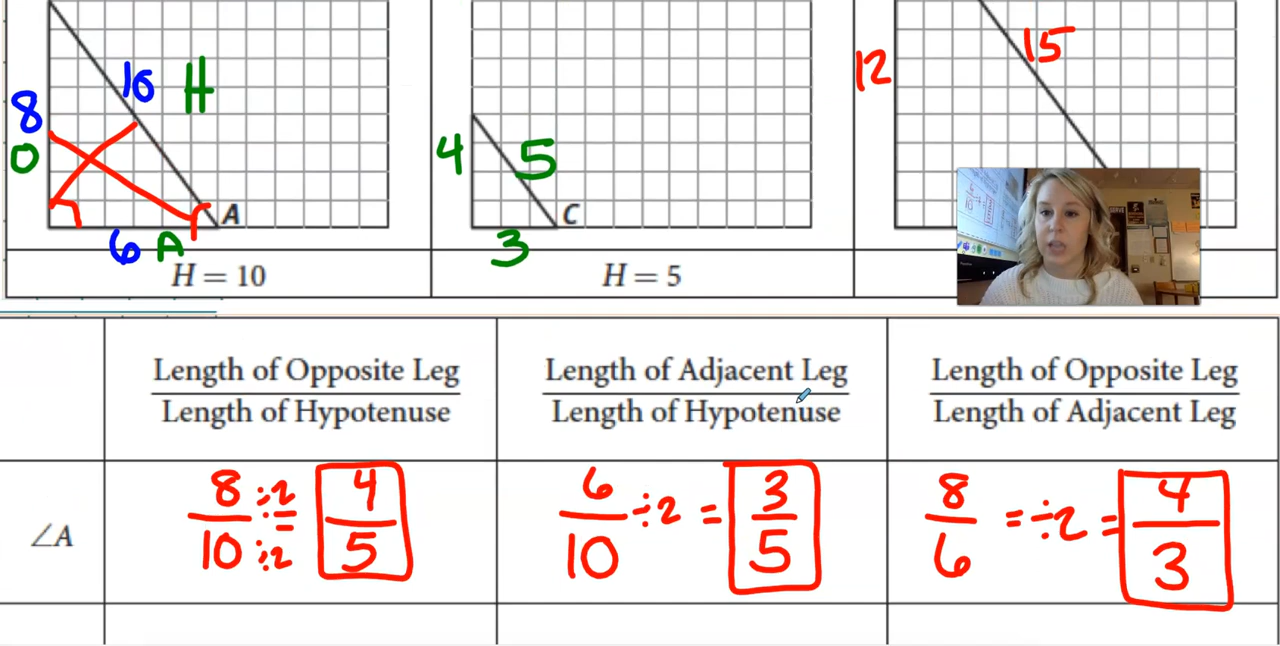 8
10
H
O
A
6 A
H = 10
4
5
C
3
H = 5
12
15
Length of Opposite Leg
Length of Hypotenuse
Length of Adjacent Leg
Length of Hypotenuse
Length of Opposite Leg
Length of Adjacent Leg
∠A
8 ÷2 = 4
10 ÷2 5
6 ÷2 = 3
10 5
8 = ÷2 = 4
6 3